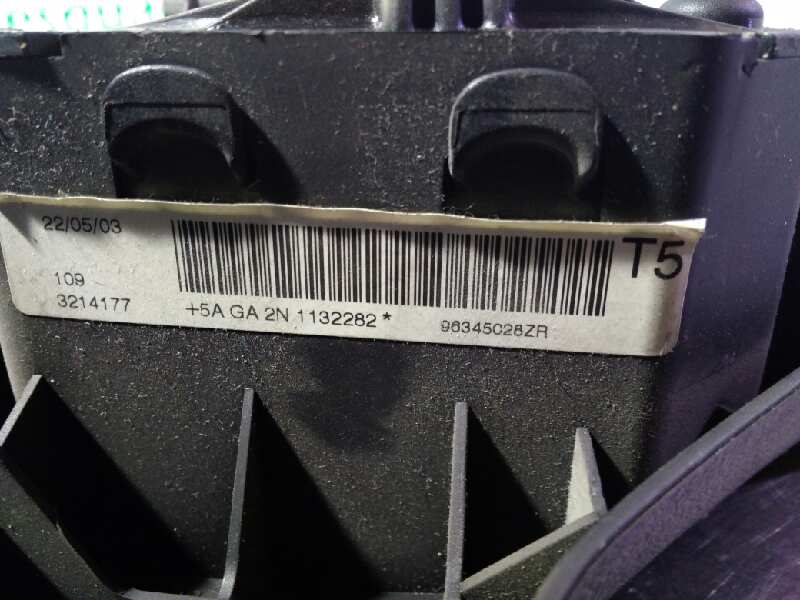 22/05/03
T5
109
3214177
+5A GA 2N 1132282*
96345028ZR